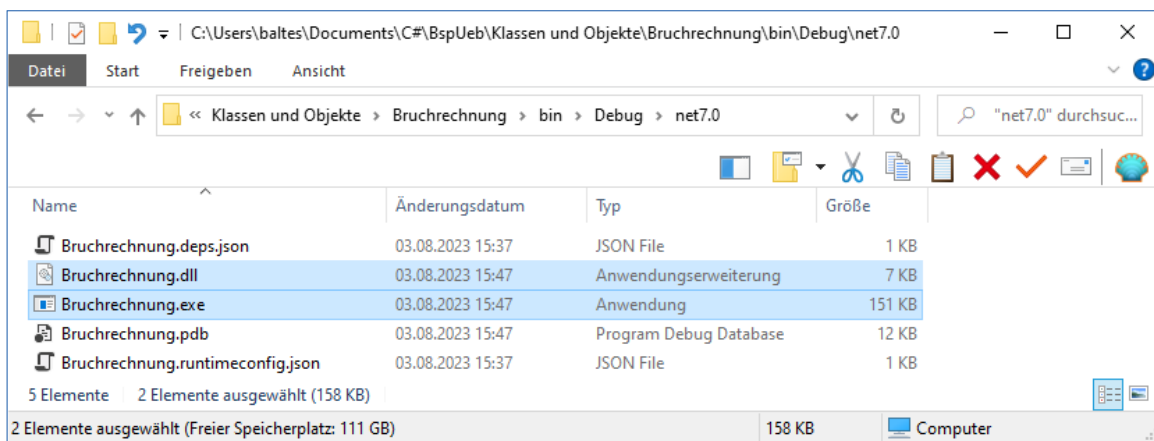 C:\Users\baltes\Documents\C#\BspUeb\Klassen und Objekte\Bruchrechnung\bin\Debug\net7.0
Datei Start Freigeben Ansicht
« Klassen und Objekte > Bruchrechnung > bin > Debug > net7.0 "net7.0" durchsuc...
Name Änderungsdatum Typ Größe
Bruchrechnung.deps.json 03.08.2023 15:37 JSON File 1 KB
Bruchrechnung.dll 03.08.2023 15:47 Anwendungserweiterung 7 KB
Bruchrechnung.exe 03.08.2023 15:47 Anwendung 151 KB
Bruchrechnung.pdb 03.08.2023 15:47 Program Debug Database 12 KB
Bruchrechnung.runtimeconfig.json 03.08.2023 15:37 JSON File 1 KB
5 Elemente 2 Elemente ausgewählt (158 KB)
2 Elemente ausgewählt (Freier Speicherplatz: 111 GB) 158 KB Computer